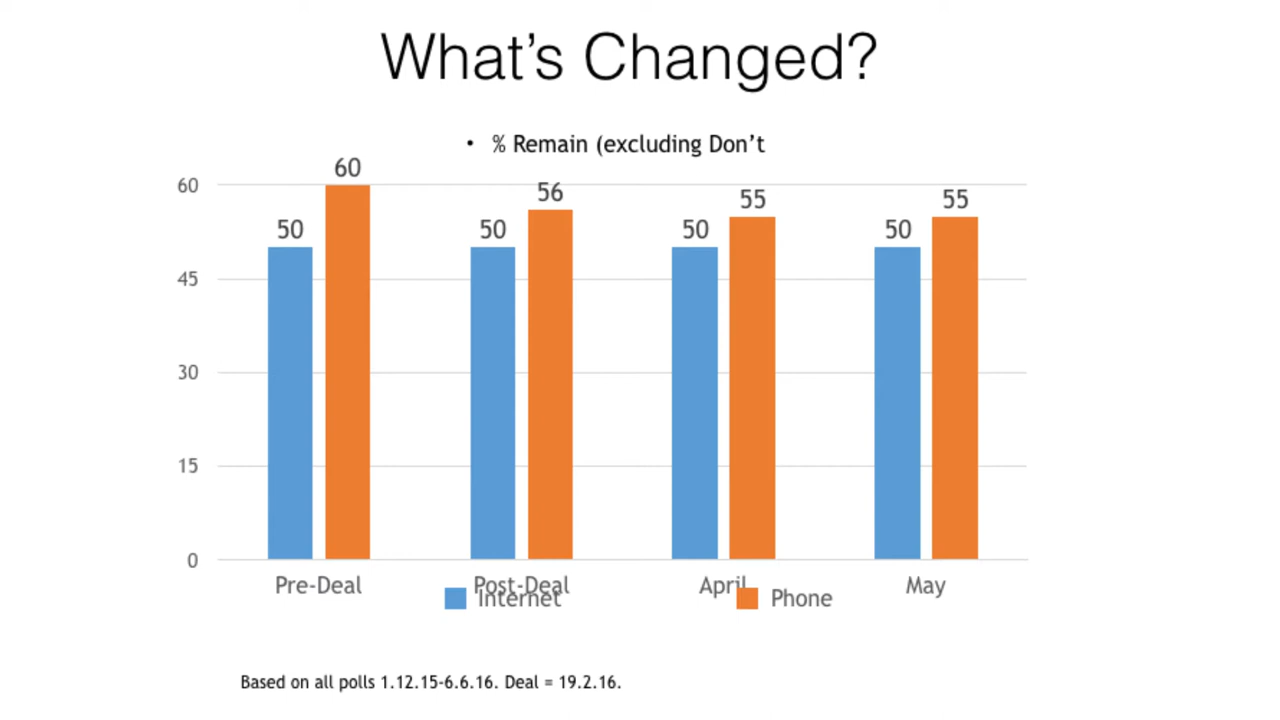 What's Changed?
• % Remain (excluding Don't
60
50
60
50
56
50
55
50
55
45
30
15
0
Pre-Deal
Post-Deal
April
May
Internet
Phone
Based on all polls 1.12.15-6.6.16. Deal = 19.2.16.